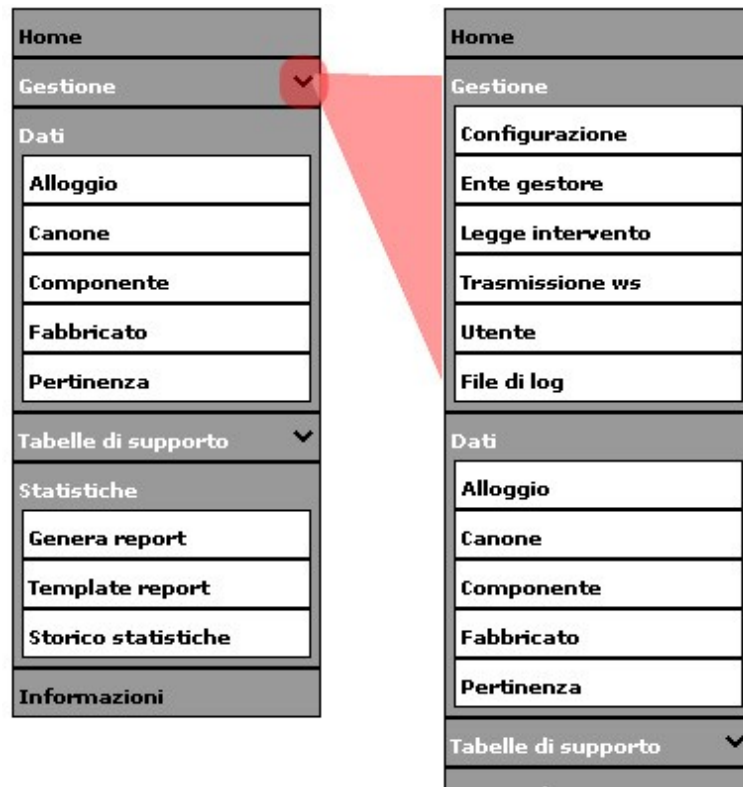 Home
Gestione
Dati
Alloggio
Canone
Componente
Fabbricato
Pertinenza
Tabelle di supporto
Statistiche
Genera report
Template report
Storico statistiche
Informazioni
Home
Gestione
Configurazione
Ente gestore
Legge intervento
Trasmissione ws
Utente
File di log
Dati
Alloggio
Canone
Componente
Fabbricato
Pertinenza
Tabelle di supporto